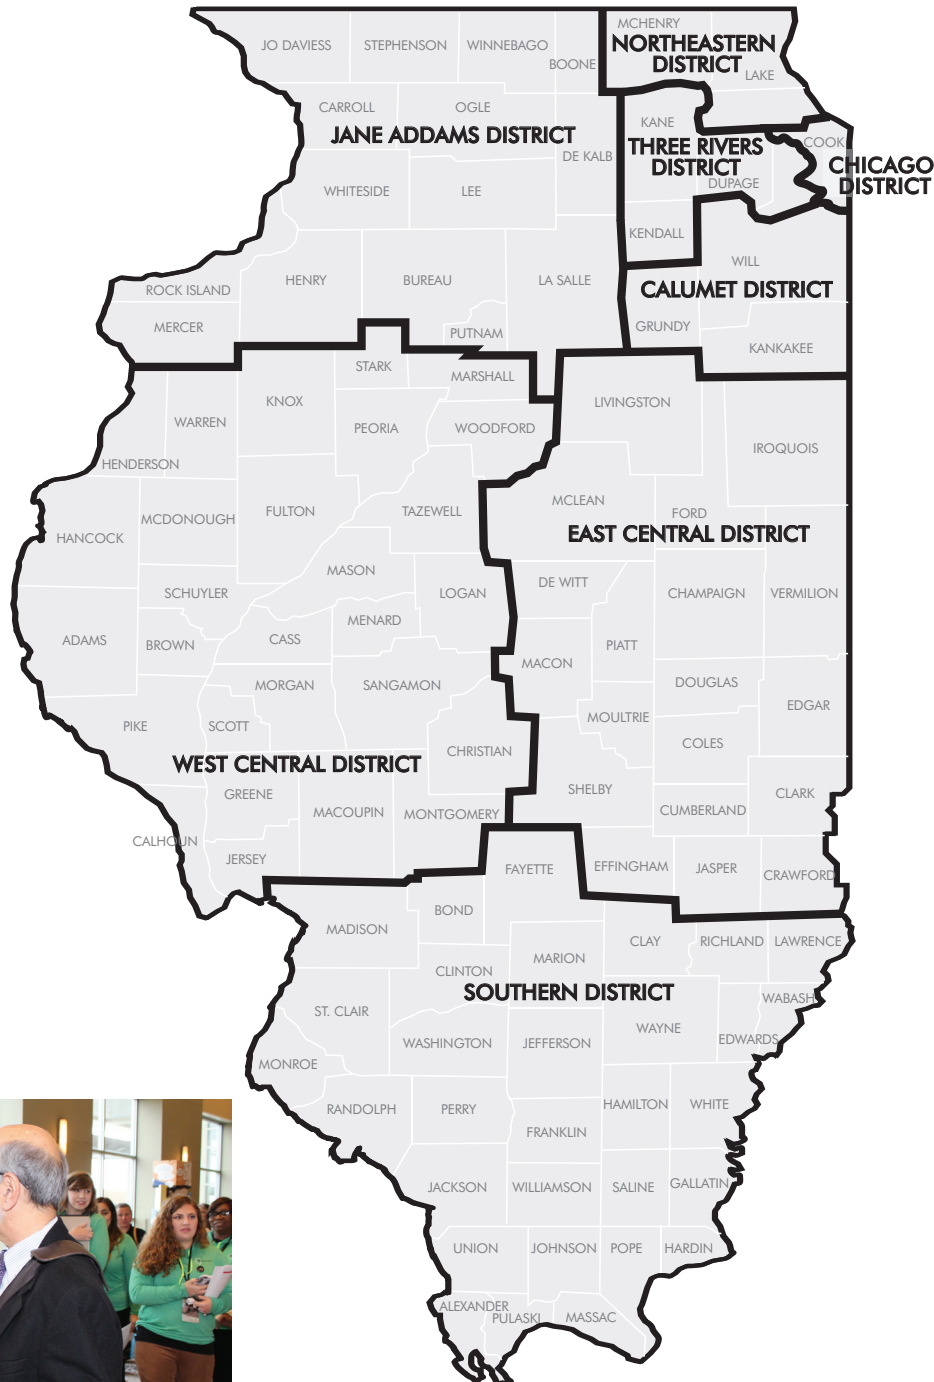 MCHENRY
NORTHEASTERN
DISTRICT
LAKE
JO DAVIESS
STEPHENSON
WINNEBAGO
BOONE
CARROLL
OGLE
JANE ADDAMS DISTRICT
DE KALB
WHITESIDE
LEE
KANE
THREE RIVERS
DISTRICT
DUPAGE
COOK
CHICAGO
DISTRICT
KENDALL
WILL
CALUMET DISTRICT
GRUNDY
KANKAKEE
ROCK ISLAND
HENRY
BUREAU
LA SALLE
MERCER
PUTNAM
STARK
MARSHALL
KNOX
WARREN
PEORIA
WOODFORD
HENDERSON
LIVINGSTON
IROQUOIS
MCLEAN
FORD
EAST CENTRAL DISTRICT
HANCOCK
MCDONOUGH
FULTON
TAZEWELL
MASON
LOGAN
SCHUYLER
DE WITT
CHAMPAIGN
VERMILION
ADAMS
BROWN
CASS
MENARD
PIATT
MACON
MORGAN
SANGAMON
DOUGLAS
EDGAR
PIKE
SCOTT
MOULTRIE
COLES
CHRISTIAN
WEST CENTRAL DISTRICT
GREENE
MACOUPIN
MONTGOMERY
SHELBY
CUMBERLAND
CLARK
CALHOUN
JERSEY
FAYETTE
EFFINGHAM
JASPER
CRAWFORD
MADISON
BOND
CLAY
RICHLAND
LAWRENCE
MARION
CLINTON
SOUTHERN DISTRICT
WABASH
ST. CLAIR
WAYNE
EDWARDS
WASHINGTON
JEFFERSON
MONROE
RANDOLPH
PERRY
HAMILTON
WHITE
FRANKLIN
JACKSON
WILLIAMSON
SALINE
GALLATIN
UNION
JOHNSON
POPE
HARDIN
ALEXANDER
PULASKI
MASSAC